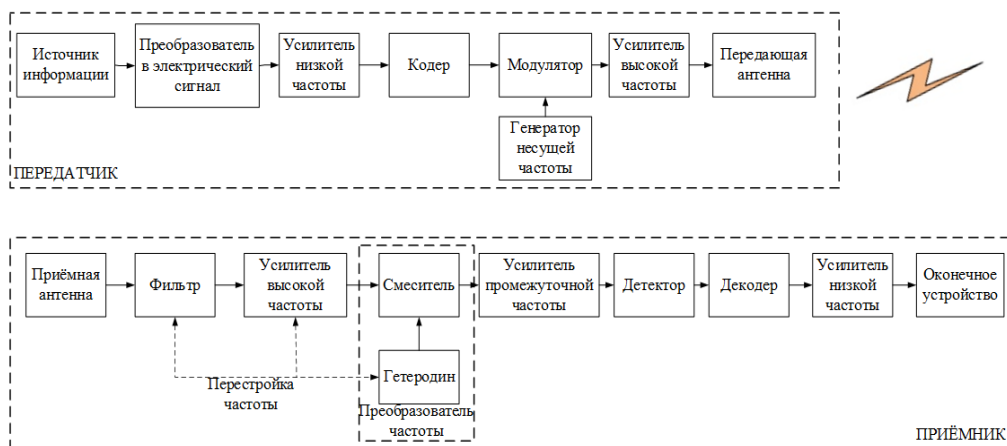 Источник
информации
Преобразователь
в электрический
сигнал
Усилитель
низкой
частоты
Кодер
Модулятор
Усилитель
высокой
частоты
Передающая
антенна
Генератор
несущей
частоты
ПЕРЕДАТЧИК
Приёмная
антенна
Фильтр
Усилитель
высокой
частоты
Смеситель
Усилитель
промежуточной
частоты
Детектор
Декодер
Усилитель
низкой
частоты
Оконечное
устройство
Гетеродин
Перестройка
частоты
Преобразователь
частоты
ПРИЁМНИК